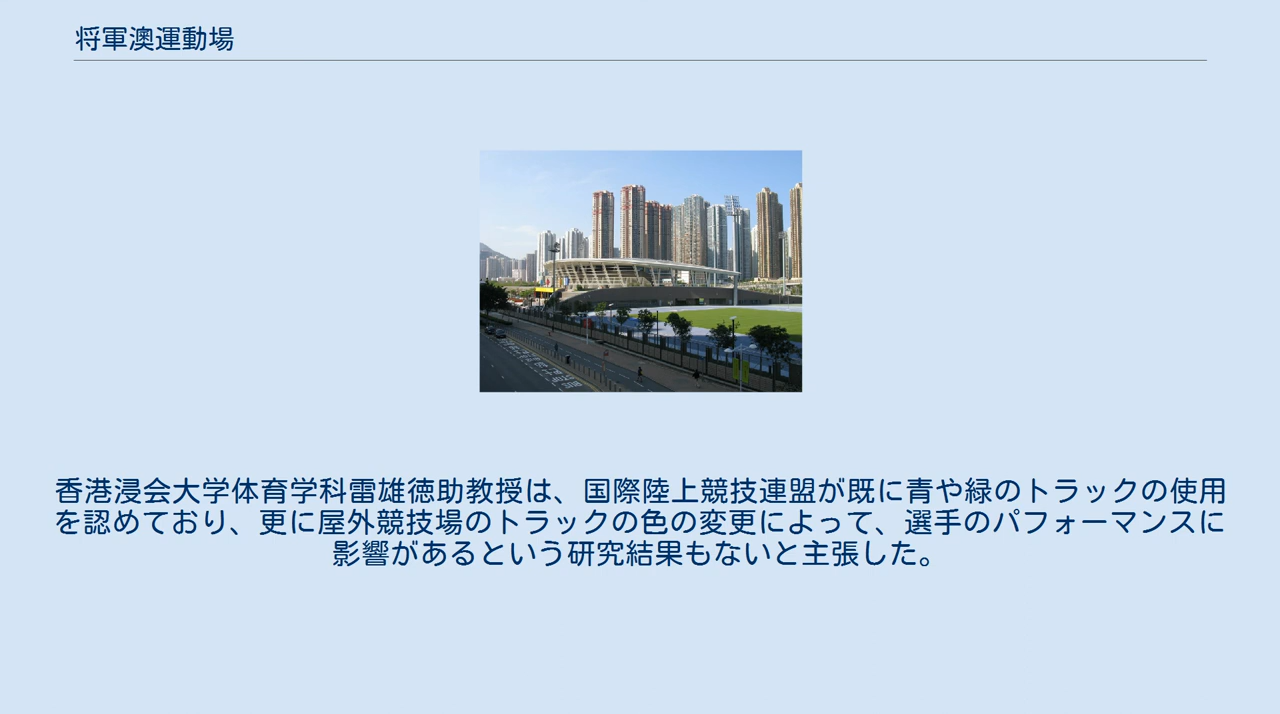 将軍澳運動場
香港浸会大学体育学科雷雄徳助教授は、国際陸上競技連盟が既に青や緑のトラックの使用
を認めており、更に屋外競技場のトラックの色の変更によって、選手のパフォーマンスに
影響があるという研究結果もないと主張した。